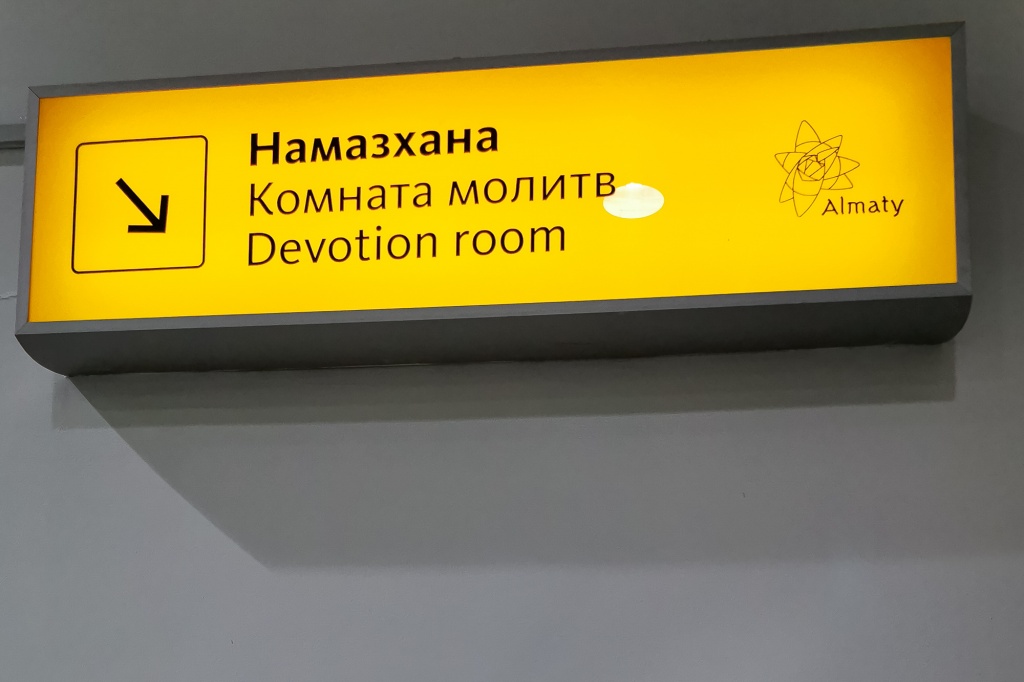 Намазхана
Комната молитв
Devotion room
Almaty